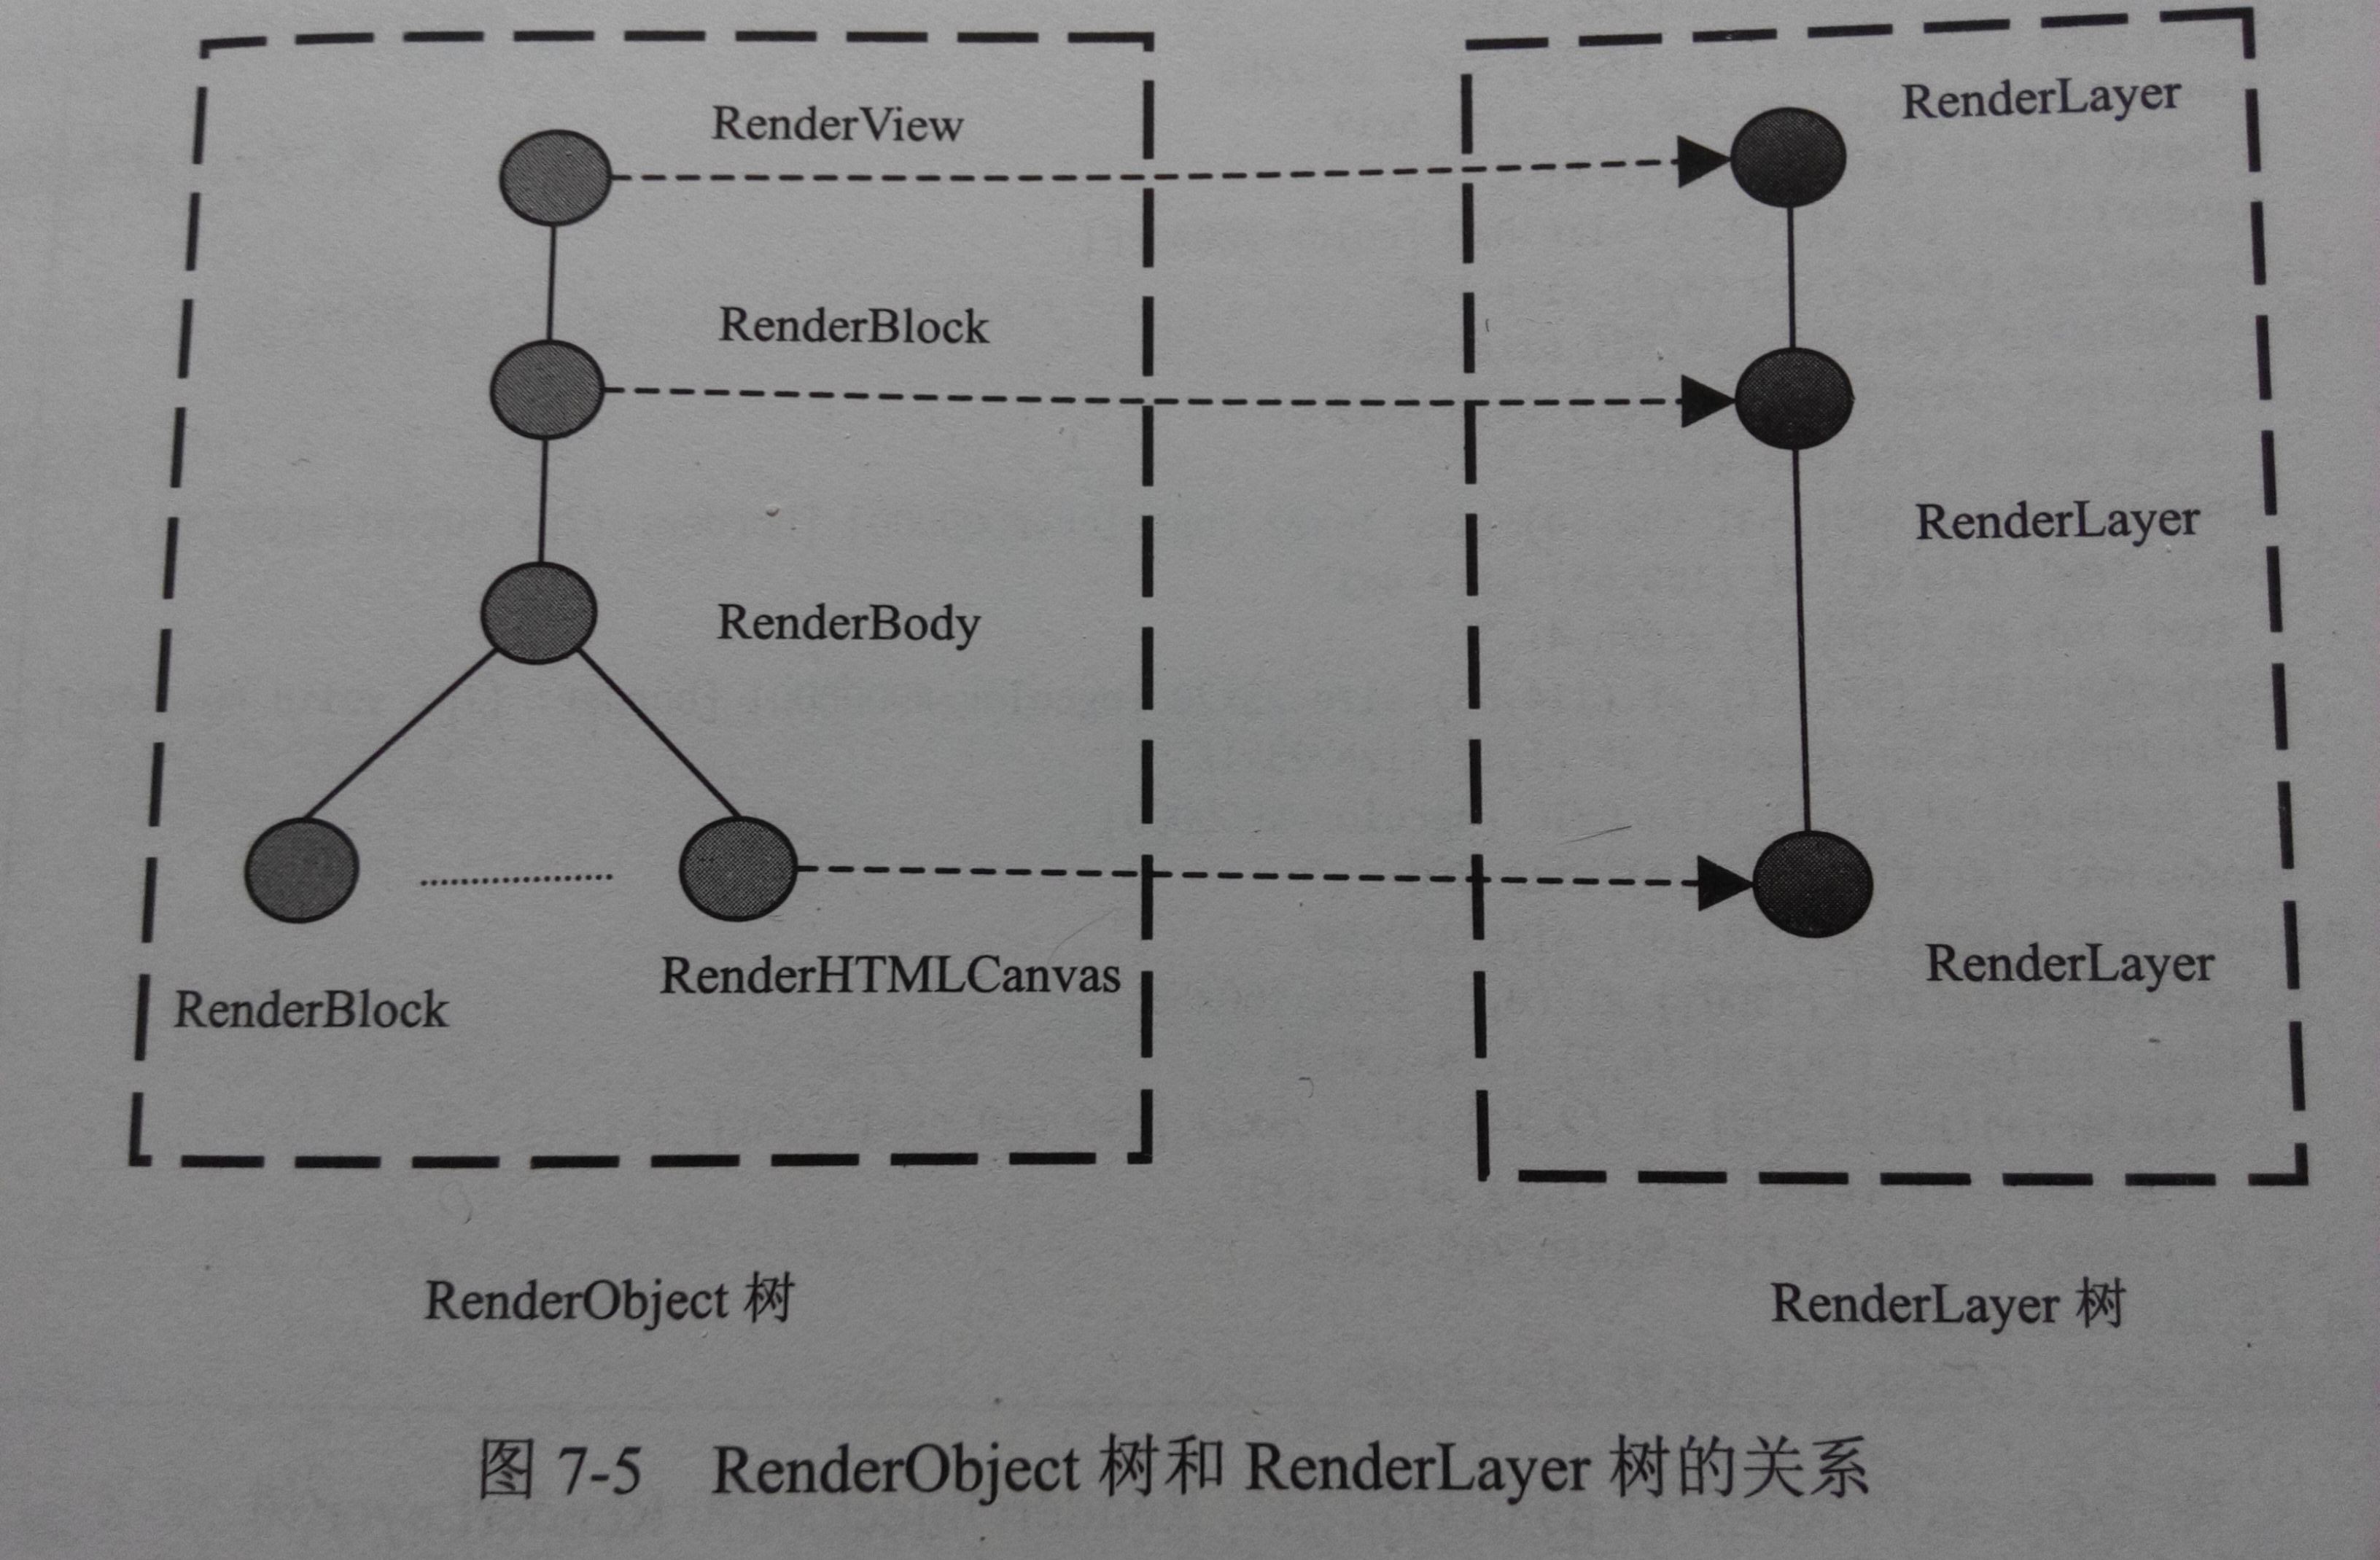 RenderView
RenderLayer
RenderBlock
RenderLayer
RenderBody
RenderBlock
RenderHTMLCanvas
RenderLayer
RenderObject 树
RenderLayer 树
图 7-5 RenderObject 树和 RenderLayer 树的关系